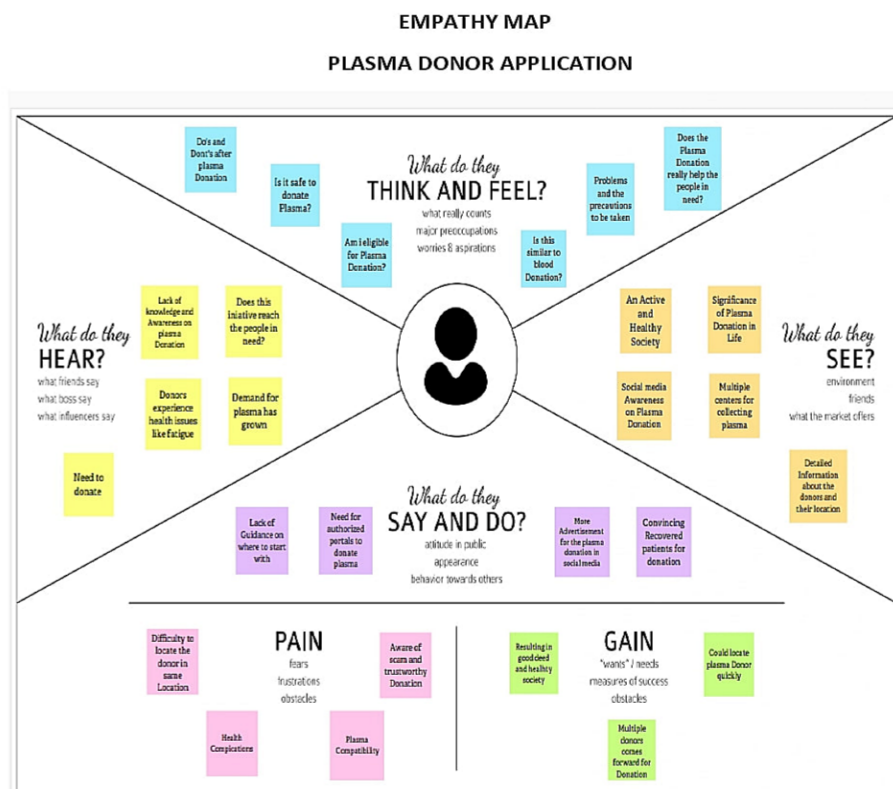 EMPATHY MAP
PLASMA DONOR APPLICATION
Do's and
Dont's after
plasma
Donation
Is it safe to
donate
Plasma?
Am i eligible
for Plasma
Donation?
What do they
THINK AND FEEL?
what really counts
major preoccupations
worries & aspirations
Is this
similar to
blood
Donation?
Problems
and the
precautions
to be taken
Does the
Plasma
Donation
really help the
people in
need?
What do they
HEAR?
what friends say
what boss say
what influencers say
Lack of
knowledge and
Awareness on
plasma
Donation
Does this
iniative reach
the people in
need?
Donors
experience
health issues
like fatigue
Demand for
plasma has
grown
Need to
donate
An Active
and
Healthy
Society
Significance
of Plasma
Donation in
Life
Social media
Awareness
on Plasma
Donation
Multiple
centers for
collecting
plasma
Detailed
Information
about the
donors and
their location
What do they
SEE?
environment
friends
what the market offers
Lack of
Guidance on
where to start
with
Need for
authorized
portals to
donate
plasma
What do they
SAY AND DO?
attitude in public
appearance
behavior towards others
More
Advertisement
for the plasma
donation in
social media
Convincing
Recovered
patients for
donation
Difficulty to
locate the
donor in
same
Location
PAIN
fears
frustrations
obstacles
Aware of
scam and
trustworthy
Donation
Health
Complications
Plasma
Compatibility
Resulting in
good deed
and healthy
society
GAIN
"wants" / needs
measures of success
obstacles
Could locate
plasma Donor
quickly
Multiple
donors
comes
forward for
Donation